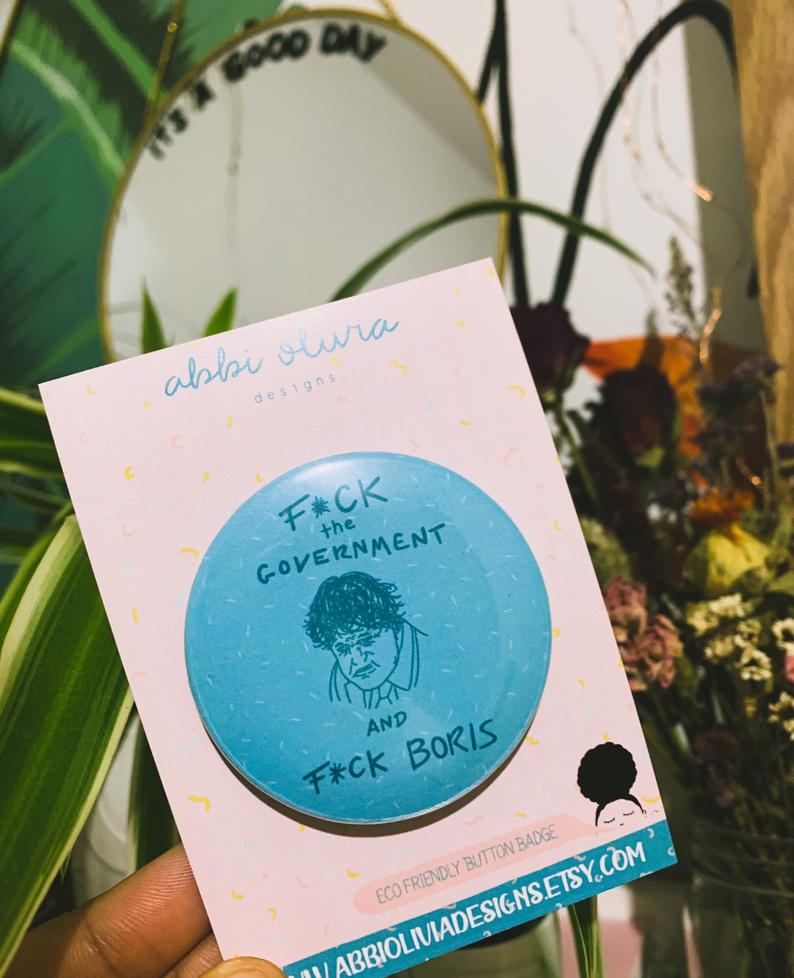 IT'S A GOOD DAY
abbi olivia
designs
F*CK
the
GOVERNMENT
AND
F*CK BORIS
ECO FRIENDLY BUTTON BADGE
W.ABBIOLIVIADESIGNS.ETSY.COM